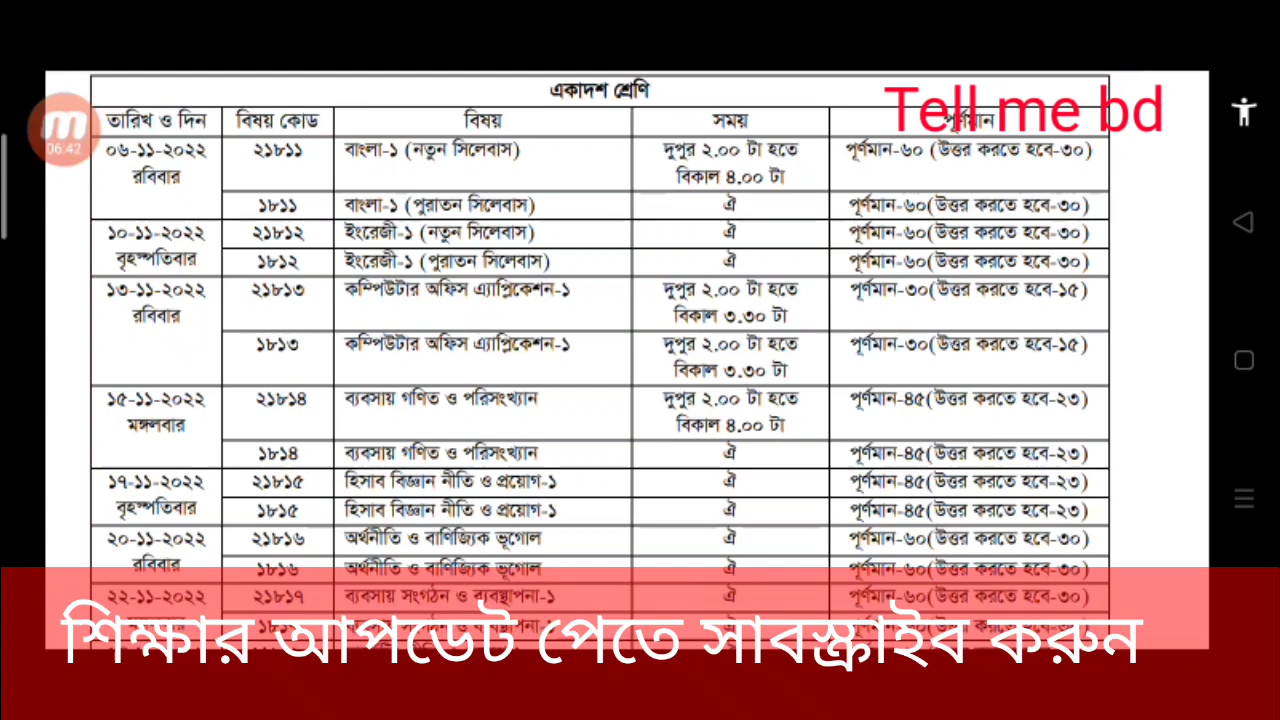 একাদশ শ্রেণি
Tell me bd
তারিখ ও দিন বিষয় কোড বিষয় সময় পূর্ণমান
06:42
০৬-১১-২০২২ ২১৮১১ বাংলা-১ (নতুন সিলেবাস) দুপুর ২.০০ টা হতে পূর্ণমান-৬০ (উত্তর করতে হবে-৩০)
রবিবার বিকাল ৪.০০ টা
১৮১১ বাংলা-১ (পুরাতন সিলেবাস) ঐ পূর্ণমান-৬০(উত্তর করতে হবে-৩০)
১০-১১-২০২২ ২১৮১২ ইংরেজী-১ (নতুন সিলেবাস) ঐ পূর্ণমান-৬০(উত্তর করতে হবে-৩০)
বৃহস্পতিবার ১৮১২ ইংরেজী-১ (পুরাতন সিলেবাস) ঐ পূর্ণমান-৬০(উত্তর করতে হবে-৩০)
১৩-১১-২০২২ ২১৮১৩ কম্পিউটার অফিস এ্যাপ্লিকেশন-১ দুপুর ২.০০ টা হতে পূর্ণমান-৩০(উত্তর করতে হবে-১৫)
রবিবার বিকাল ৩.৩০ টা
১৮১৩ কম্পিউটার অফিস এ্যাপ্লিকেশন-১ দুপুর ২.০০ টা হতে পূর্ণমান-৩০(উত্তর করতে হবে-১৫)
বিকাল ৩.৩০ টা
১৫-১১-২০২২ ২১৮১৪ ব্যবসায় গণিত ও পরিসংখ্যান দুপুর ২.০০ টা হতে পূর্ণমান-৪৫(উত্তর করতে হবে-২৩)
মঙ্গলবার বিকাল ৪.০০ টা
১৮১৪ ব্যবসায় গণিত ও পরিসংখ্যান ঐ পূর্ণমান-৪৫(উত্তর করতে হবে-২৩)
১৭-১১-২০২২ ২১৮১৫ হিসাব বিজ্ঞান নীতি ও প্রয়োগ-১ ঐ পূর্ণমান-৪৫(উত্তর করতে হবে-২৩)
বৃহস্পতিবার ১৮১৫ হিসাব বিজ্ঞান নীতি ও প্রয়োগ-১ ঐ পূর্ণমান-৪৫(উত্তর করতে হবে-২৩)
২০-১১-২০২২ ২১৮১৬ অর্থনীতি ও বাণিজ্যিক ভূগোল ঐ পূর্ণমান-৬০(উত্তর করতে হবে-৩০)
রবিবার ১৮১৬ অর্থনীতি ও বাণিজ্যিক ভূগোল ঐ পূর্ণমান-৬০(উত্তর করতে হবে-৩০)
২২-১১-২০২২ ২১৮১৭ ব্যবসায় সংগঠন ও ব্যবস্থাপনা-১ ঐ পূর্ণমান-৬০(উত্তর করতে হবে-৩০)
শিক্ষার আপডেট পেতে সাবস্ক্রাইব করুন